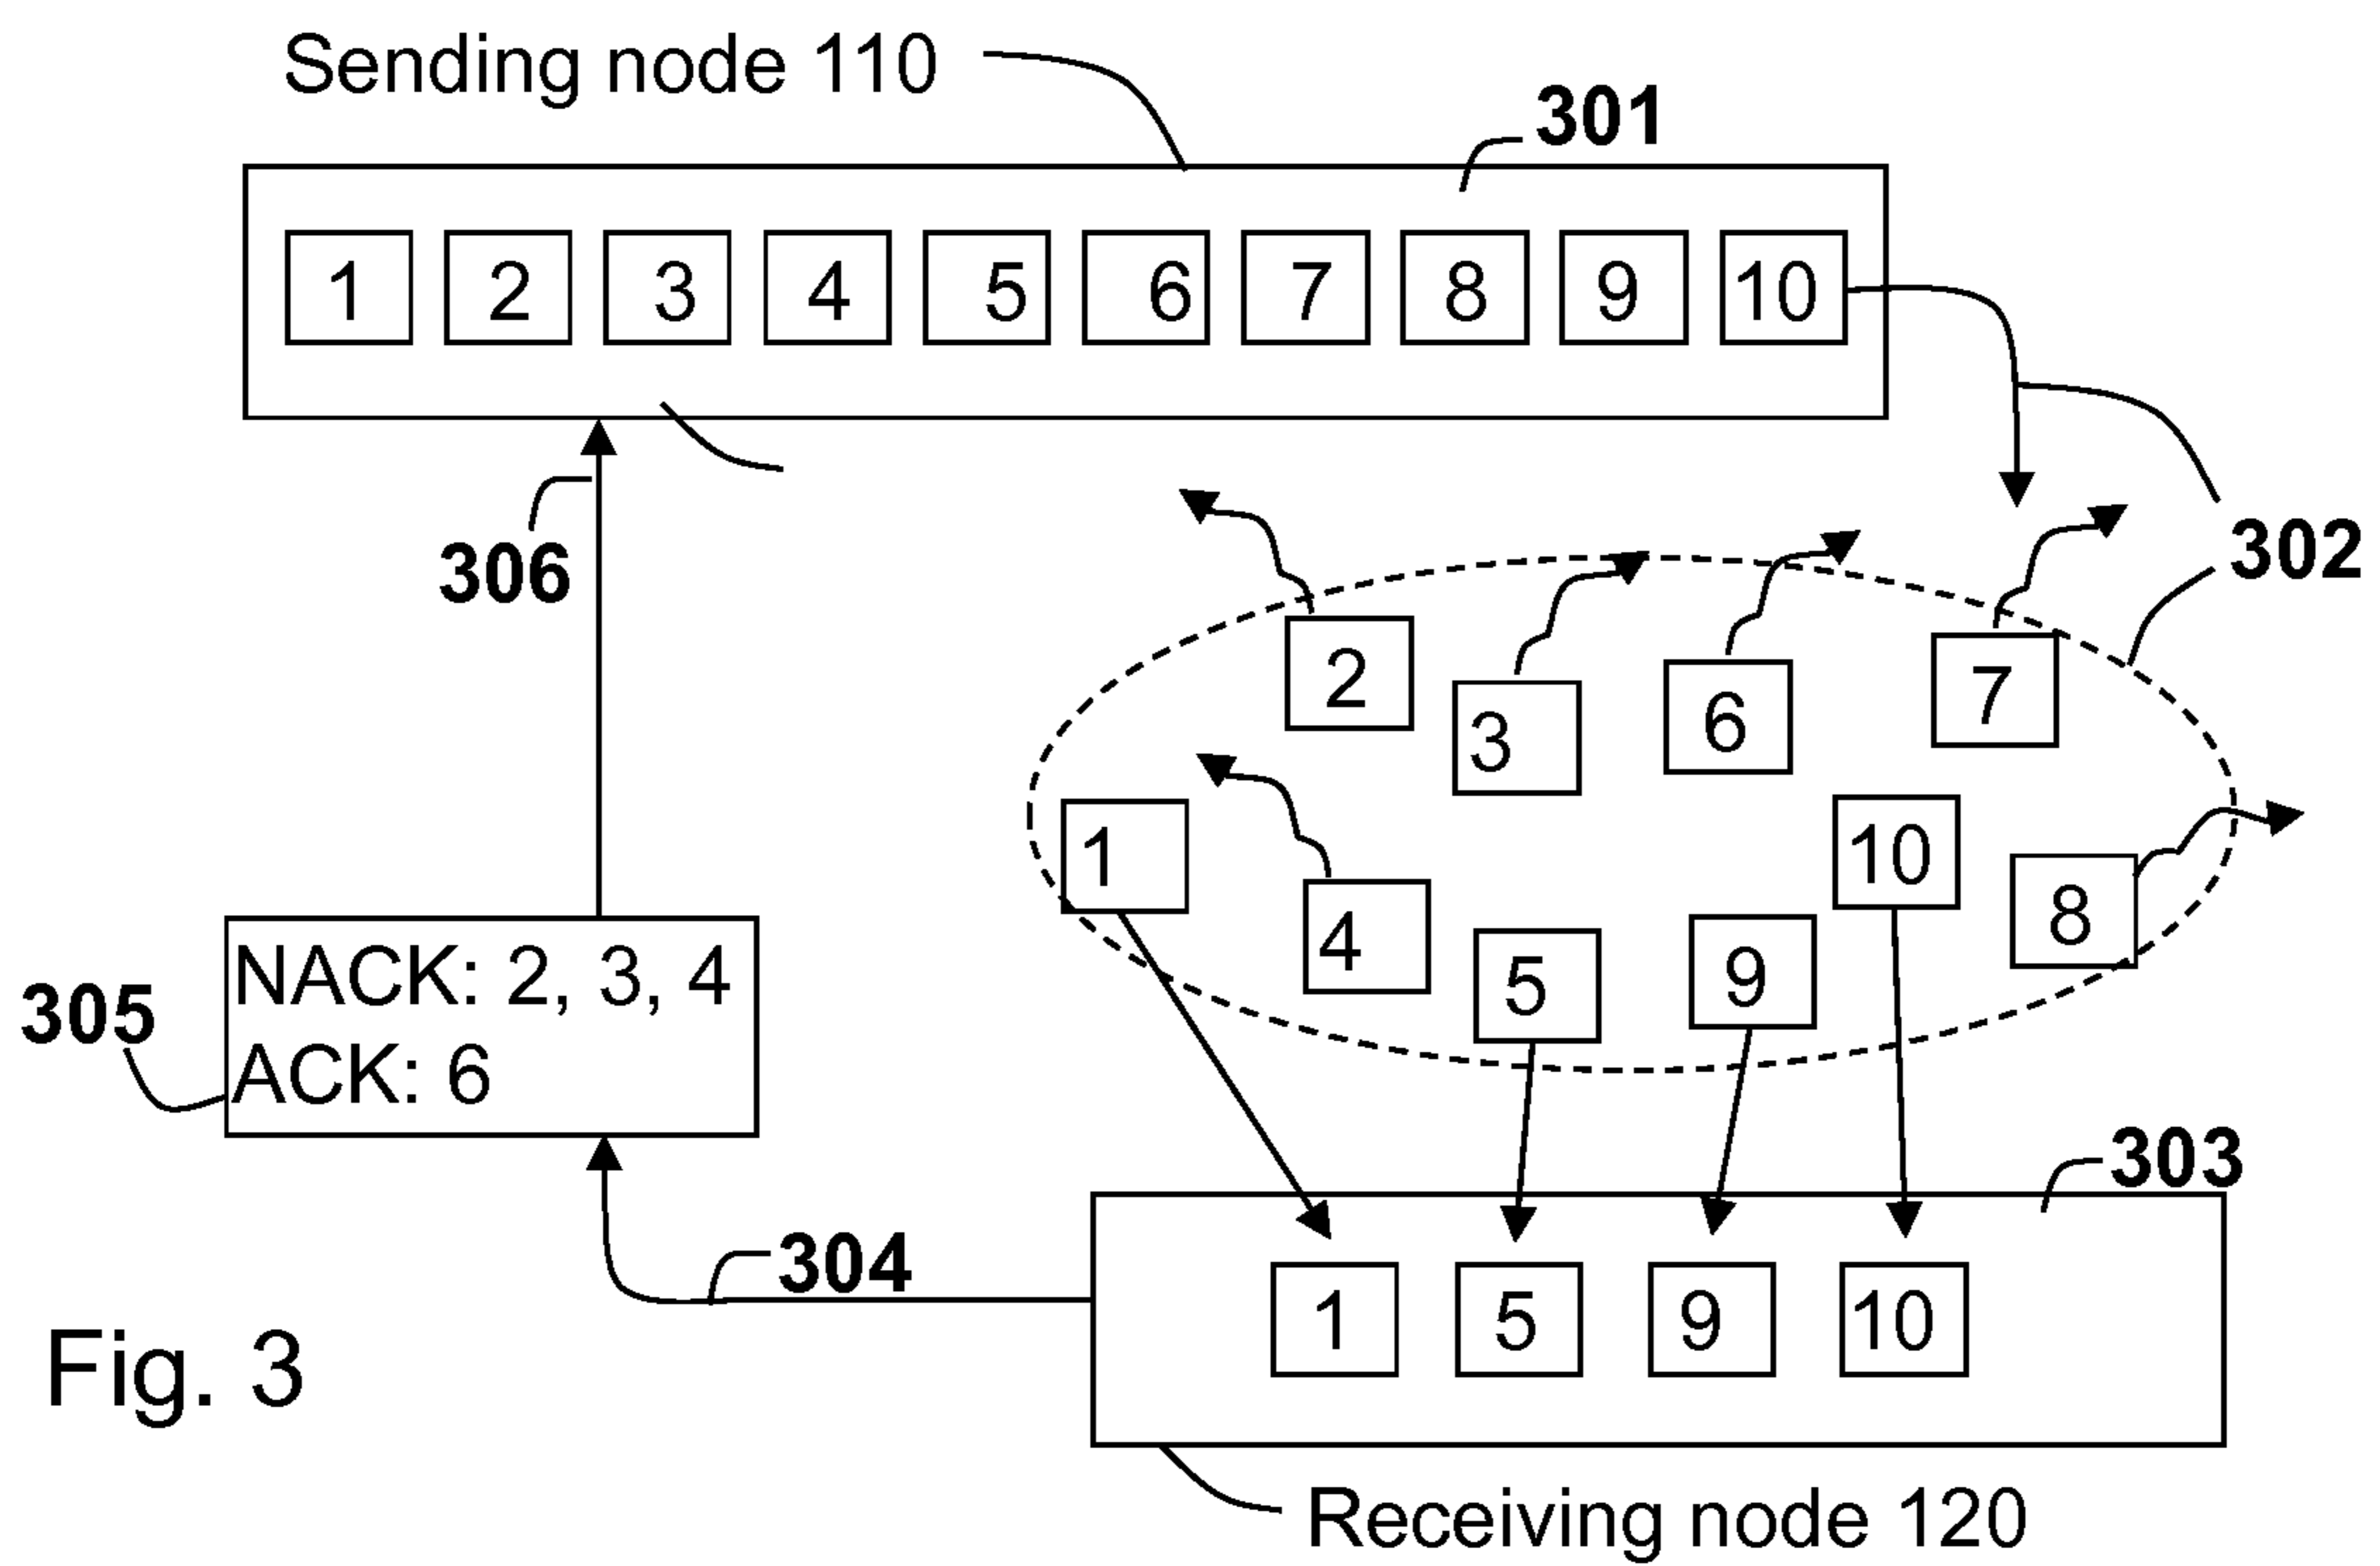 Sending node 110
301
1 2 3 4 5 6 7 8 9 10
306
302
2 3 6 7
1 4 5 9 10 8
NACK: 2, 3, 4
ACK: 6
305
303
304
1 5 9 10
Fig. 3
Receiving node 120